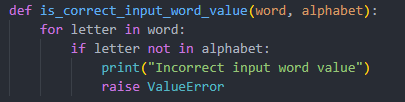 def is_correct_input_word_value(word, alphabet):
    for letter in word:
        if letter not in alphabet:
            print("Incorrect input word value")
            raise ValueError